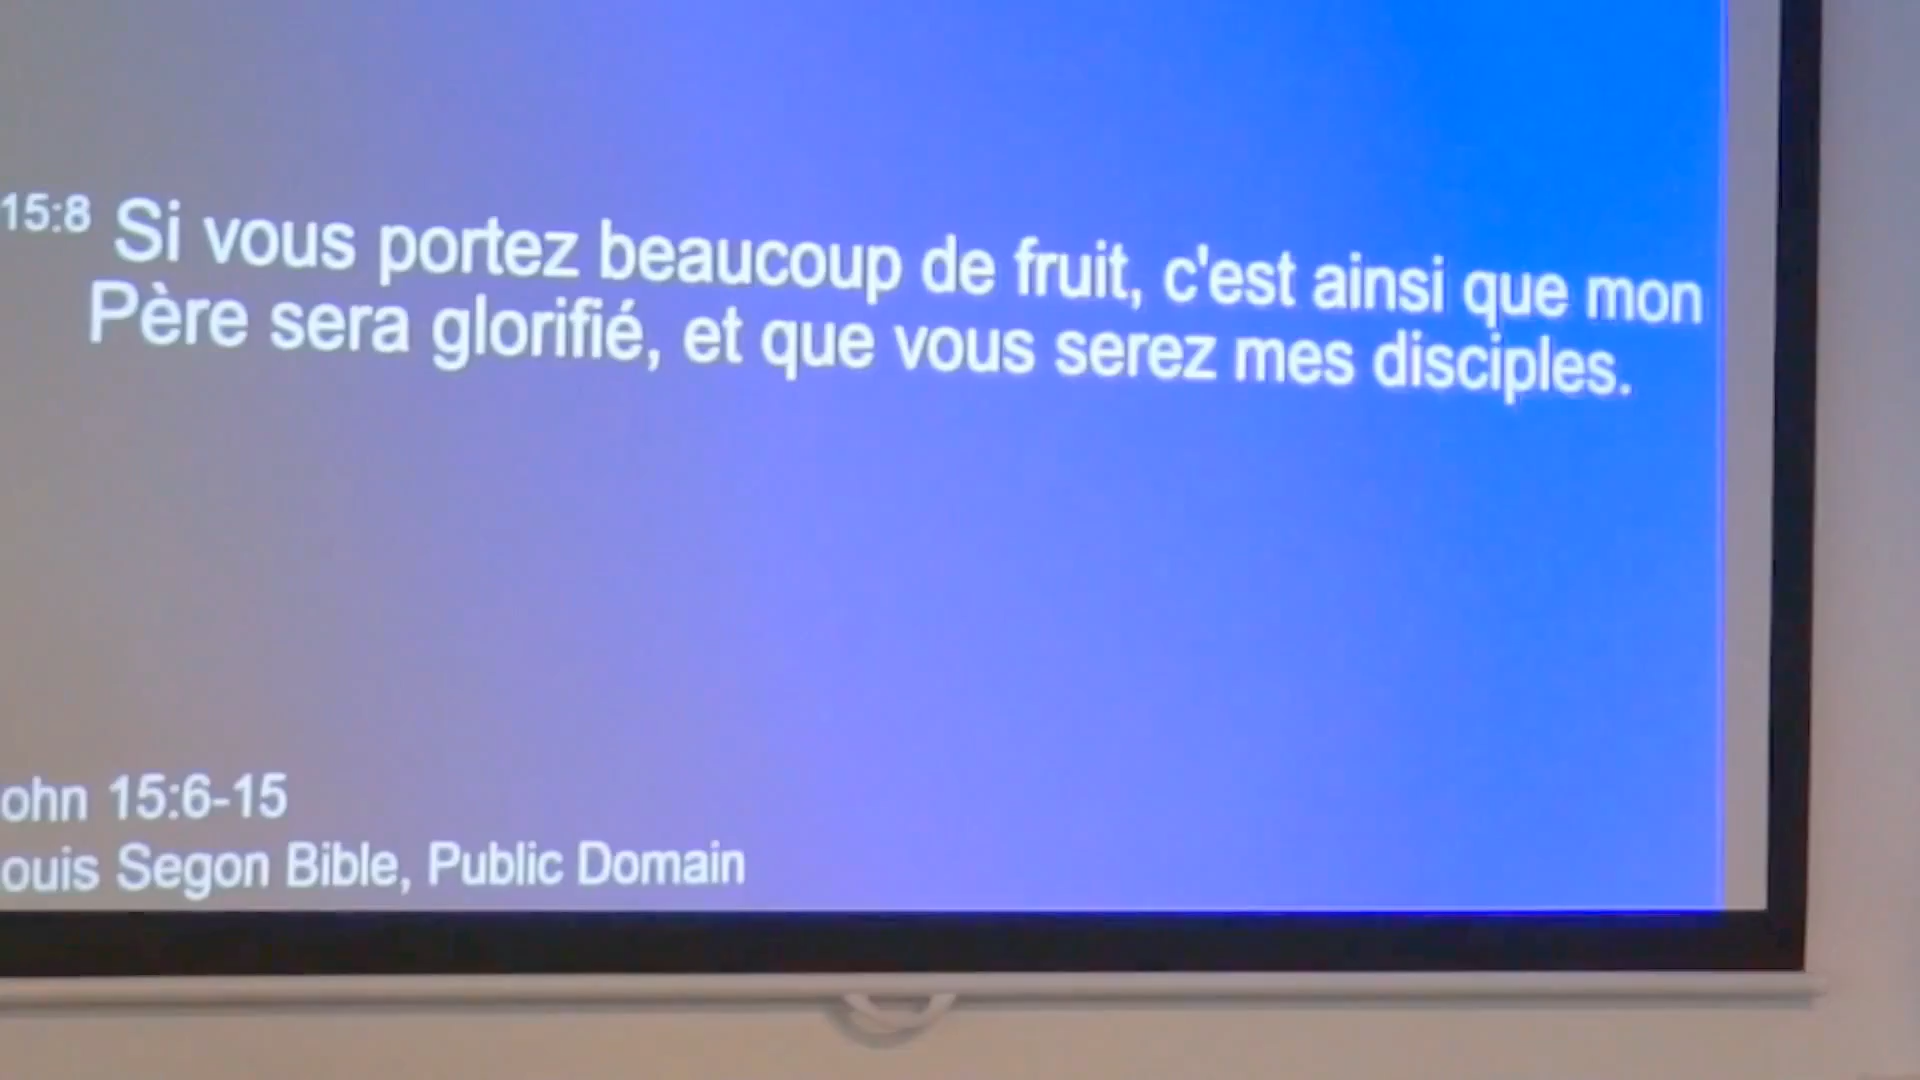 15:8 Si vous portez beaucoup de fruit, c'est ainsi que mon
Père sera glorifié, et que vous serez mes disciples.
ohn 15:6-15
ouis Segon Bible, Public Domain